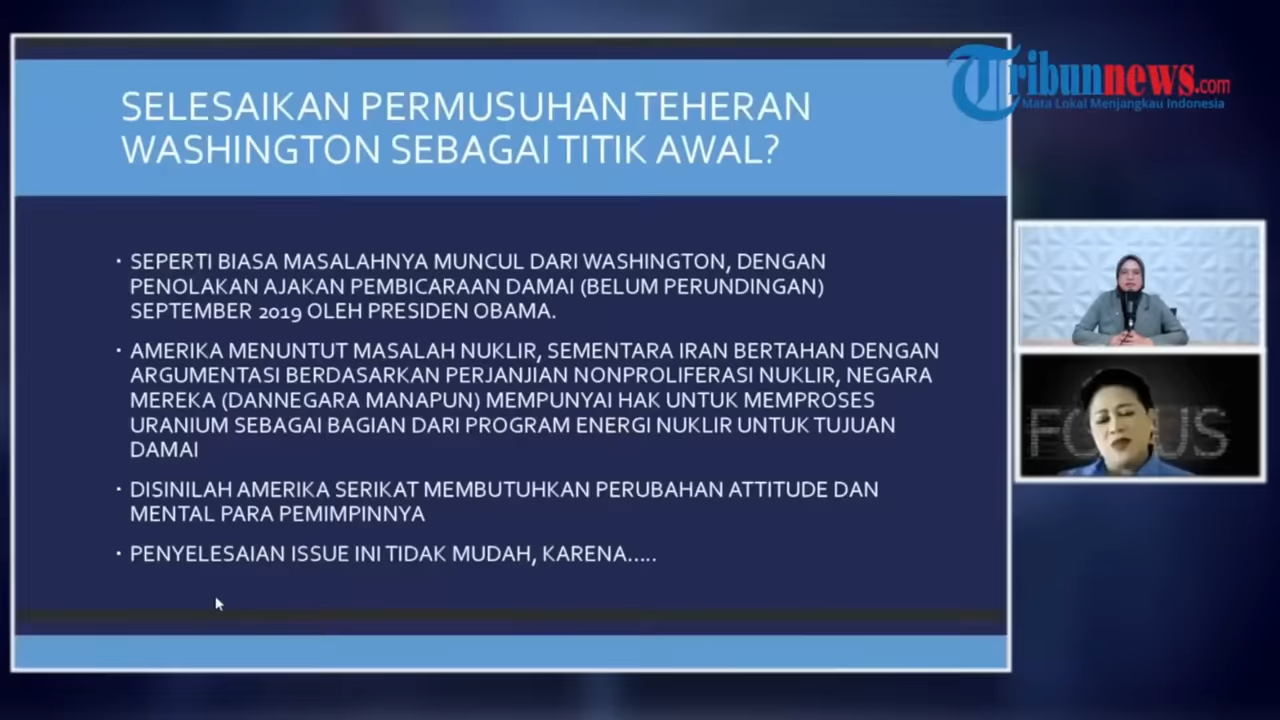 Tribunnews.com
Mata Lokal Menjangkau Indonesia
SELESAIKAN PERMUSUHAN TEHERAN
WASHINGTON SEBAGAI TITIK AWAL?
• SEPERTI BIASA MASALAHNYA MUNCUL DARI WASHINGTON, DENGAN
PENOLAKAN AJAKAN PEMBICARAAN DAMAI (BELUM PERUNDINGAN)
SEPTEMBER 2019 OLEH PRESIDEN OBAMA.
• AMERIKA MENUNTUT MASALAH NUKLIR, SEMENTARA IRAN BERTAHAN DENGAN
ARGUMENTASI BERDASARKAN PERJANJIAN NONPROLIFERASI NUKLIR, NEGARA
MEREKA (DANNEGARA MANAPUN) MEMPUNYAI HAK UNTUK MEMPROSES
URANIUM SEBAGAI BAGIAN DARI PROGRAM ENERGI NUKLIR UNTUK TUJUAN
DAMAI
• DISINILAH AMERIKA SERIKAT MEMBUTUHKAN PERUBAHAN ATTITUDE DAN
MENTAL PARA PEMIMPINNYA
• PENYELESAIAN ISSUE INI TIDAK MUDAH, KARENA.....